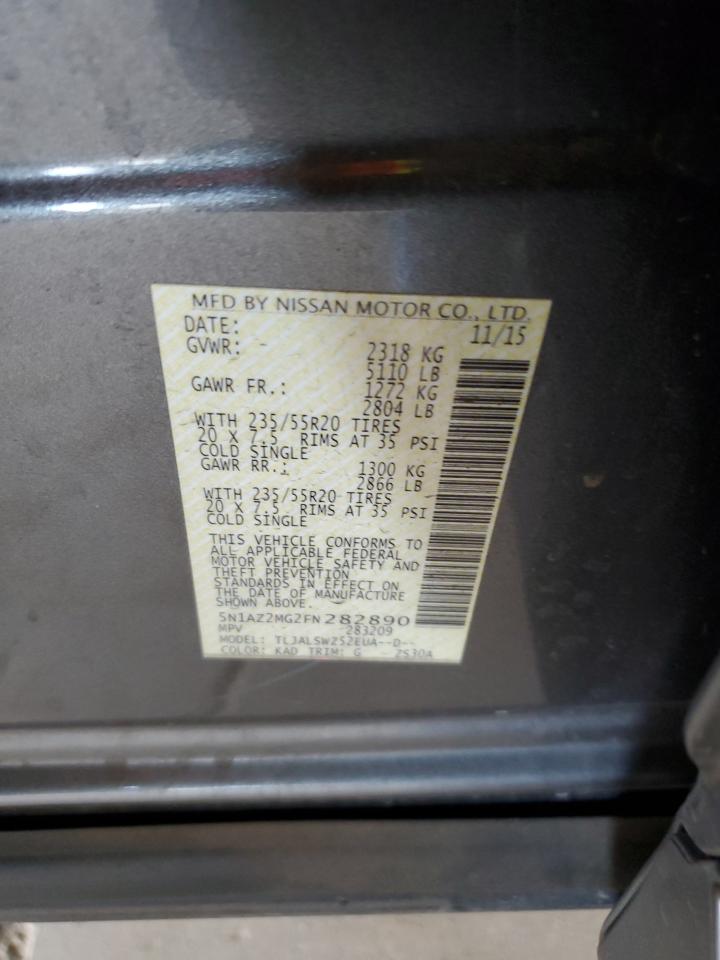 MFD BY NISSAN MOTOR CO., LTD.
DATE: 11/15
GVWR: 2318 KG
5110 LB
GAWR FR.: 1272 KG
2804 LB
WITH 235/55R20 TIRES
20 X 7.5 RIMS AT 35 PSI
COLD SINGLE
GAWR RR.: 1300 KG
2866 LB
WITH 235/55R20 TIRES
20 X 7.5 RIMS AT 35 PSI
COLD SINGLE
THIS VEHICLE CONFORMS TO
ALL APPLICABLE FEDERAL
MOTOR VEHICLE SAFETY AND
THEFT PREVENTION
STANDARDS IN EFFECT ON
THE DATE OF MANUFACTURE
SHOWN ABOVE.
5N1AZ2MG2FN282890
MPV 283209
MODEL: TLJALSWZ52EUA--D--
COLOR: KAD TRIM: G - ZS30A